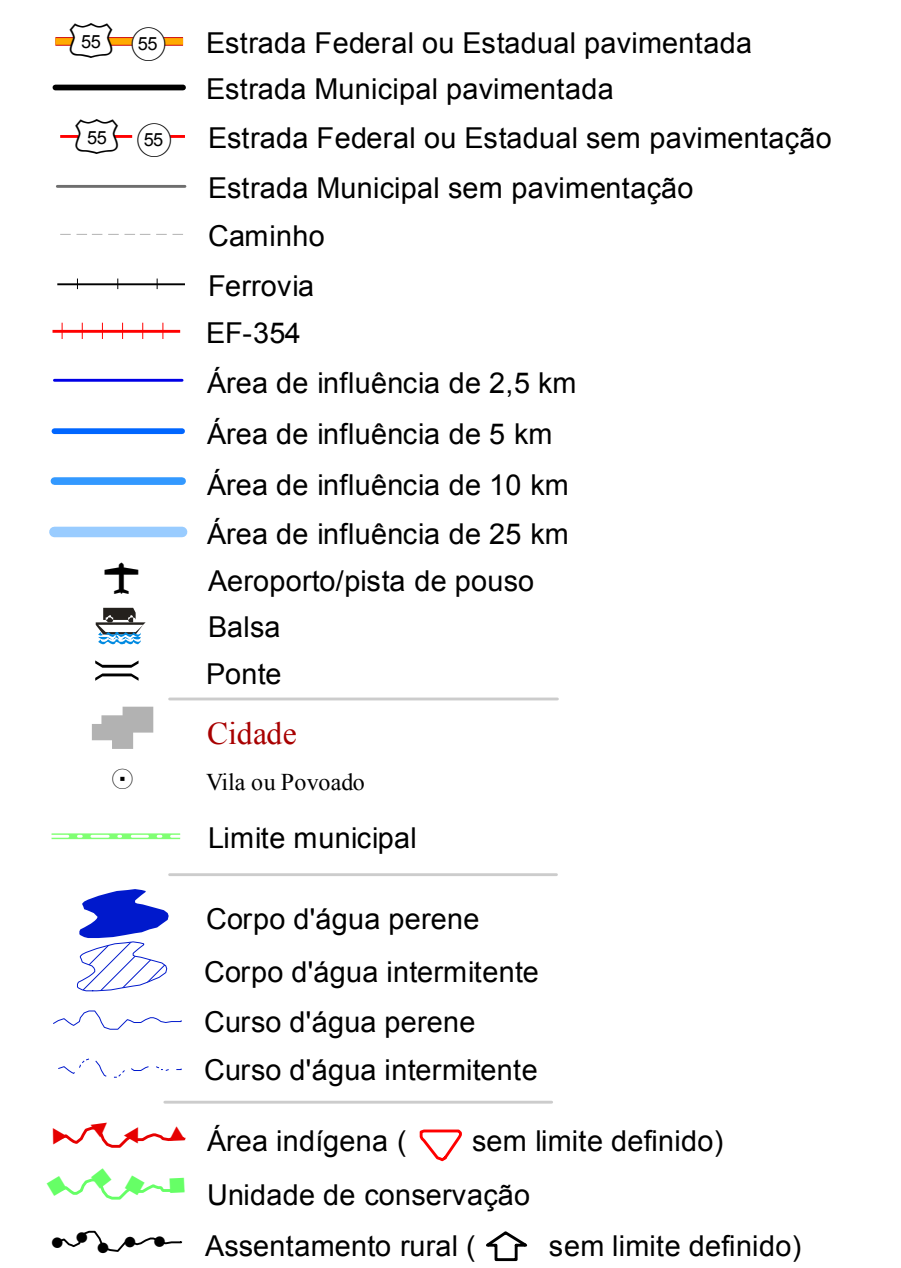 55 55 Estrada Federal ou Estadual pavimentada
Estrada Municipal pavimentada
55 55 Estrada Federal ou Estadual sem pavimentação
Estrada Municipal sem pavimentação
Caminho
Ferrovia
EF-354
Área de influência de 2,5 km
Área de influência de 5 km
Área de influência de 10 km
Área de influência de 25 km
Aeroporto/pista de pouso
Balsa
Ponte
Cidade
Vila ou Povoado
Limite municipal
Corpo d'água perene
Corpo d'água intermitente
Curso d'água perene
Curso d'água intermitente
Área indígena ( sem limite definido)
Unidade de conservação
Assentamento rural ( sem limite definido)